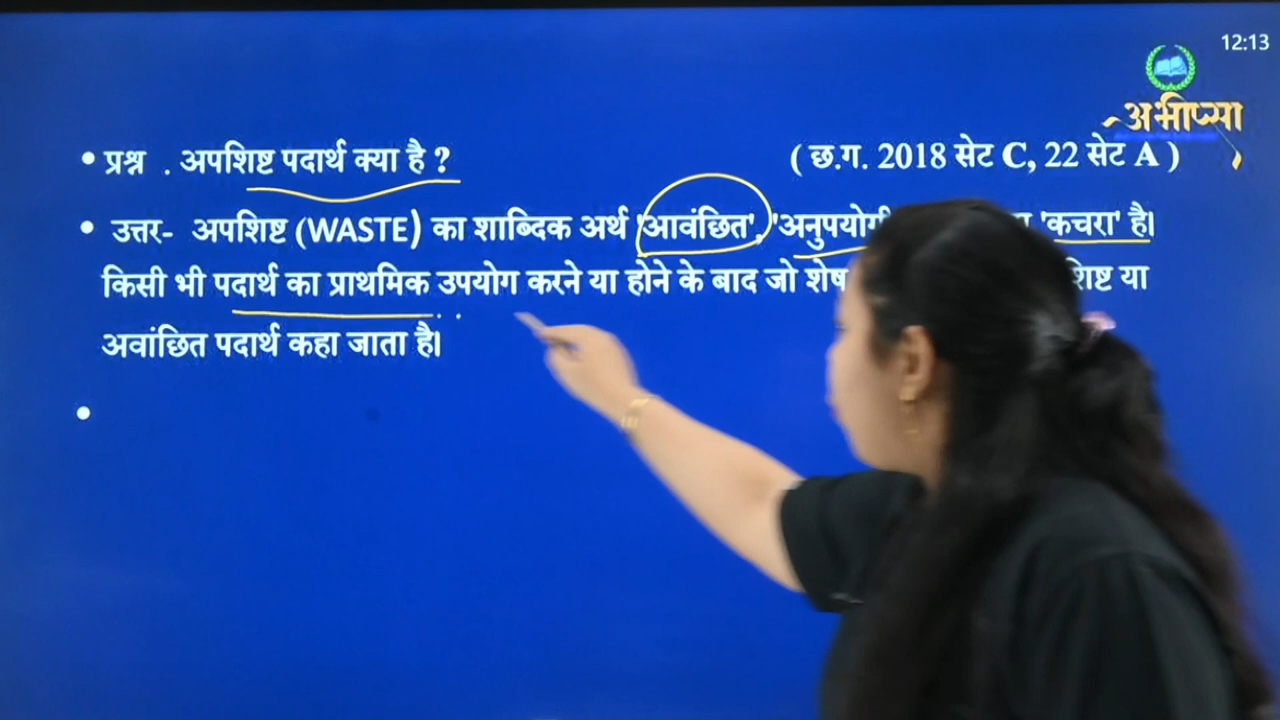 12:13
अभीप्सा
• प्रश्न . अपशिष्ट पदार्थ क्या है ? ( छ.ग. 2018 सेट C, 22 सेट A )
• उत्तर- अपशिष्ट (WASTE) का शाब्दिक अर्थ 'आवंछित', 'अनुपयोगी 'कचरा' है।
किसी भी पदार्थ का प्राथमिक उपयोग करने या होने के बाद जो शेष या
अवांछित पदार्थ कहा जाता है।
•